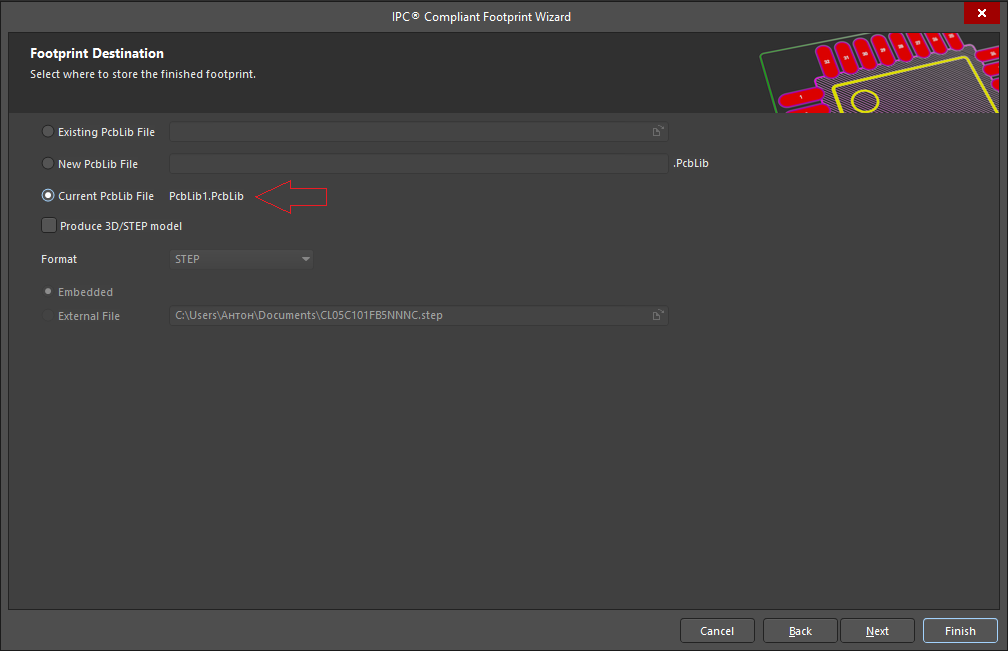 IPC® Compliant Footprint Wizard
Footprint Destination
Select where to store the finished footprint.
Existing PcbLib File
New PcbLib File .PcbLib
Current PcbLib File PcbLib1.PcbLib
Produce 3D/STEP model
Format STEP
Embedded
External File C:\Users\Антон\Documents\CL05C101FB5NNNC.step
Cancel Back Next Finish